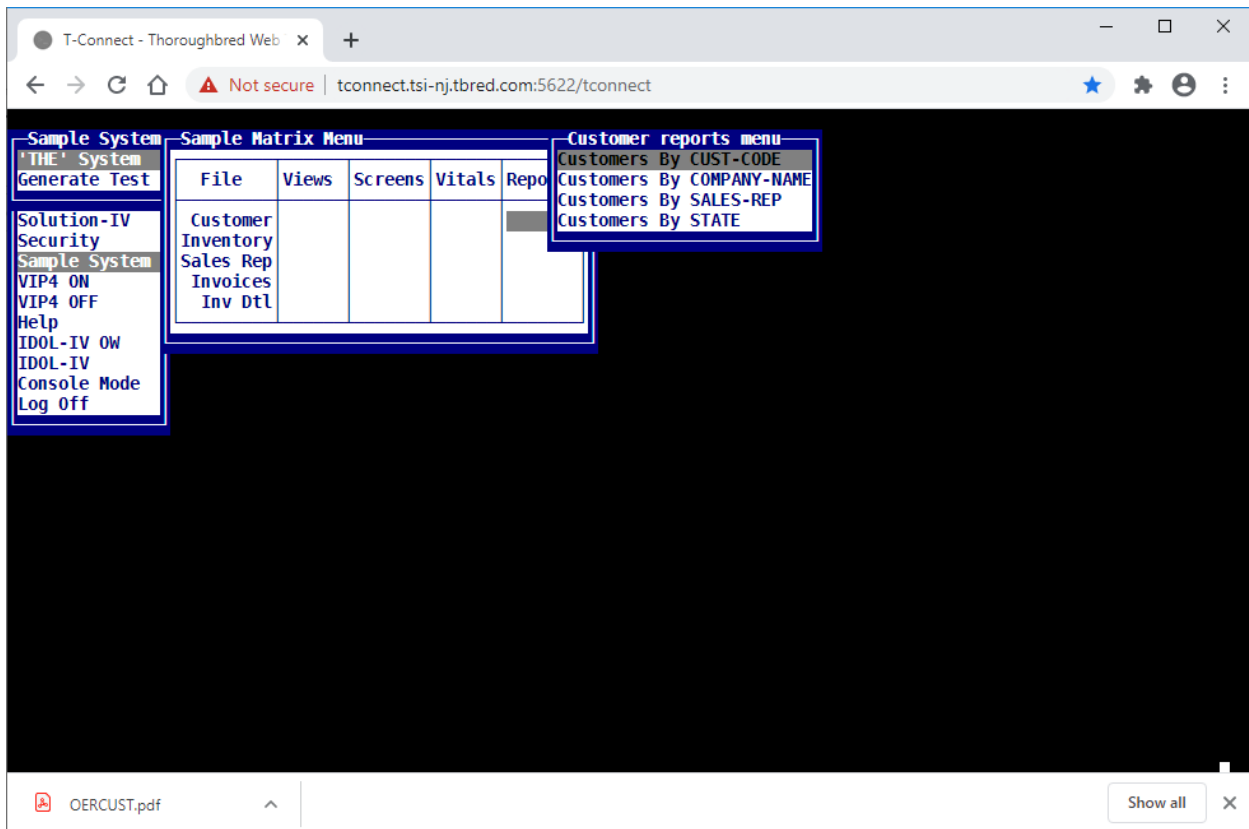 T-Connect - Thoroughbred Web
Not secure
tconnect.tsi-nj.tbred.com:5622/tconnect
Sample System
'THE' System
Generate Test
Solution-IV
Security
Sample System
VIP4 ON
VIP4 OFF
Help
IDOL-IV OW
IDOL-IV
Console Mode
Log Off
Sample Matrix Menu
File Views Screens Vitals Repo
Customer
Inventory
Sales Rep
Invoices
Inv Dtl
Customer reports menu
Customers By CUST-CODE
Customers By COMPANY-NAME
Customers By SALES-REP
Customers By STATE
OERCUST.pdf
Show all